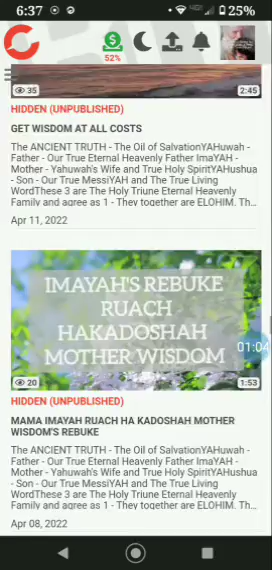 6:37
25%
52%
35
2:45
HIDDEN (UNPUBLISHED)
GET WISDOM AT ALL COSTS
The ANCIENT TRUTH - The Oil of SalvationYAHuwah -
Father - Our True Eternal Heavenly Father ImaYAH -
Mother - Yahuwah's Wife and True Holy SpiritYAHushua
- Son - Our True MessiYAH and The True Living
WordThese 3 are The Holy Triune Eternal Heavenly
Family and agree as 1 - They together are ELOHIM. Th...
Apr 11, 2022
IMAYAH'S REBUKE
RUACH
HAKADOSHAH
MOTHER WISDOM
01:04
20
1:53
HIDDEN (UNPUBLISHED)
MAMA IMAYAH RUACH HA KADOSHAH MOTHER
WISDOM'S REBUKE
The ANCIENT TRUTH - The Oil of SalvationYAHuwah -
Father - Our True Eternal Heavenly Father ImaYAH -
Mother - Yahuwah's Wife and True Holy SpiritYAHushua
- Son - Our True MessiYAH and The True Living
WordThese 3 are The Holy Triune Eternal Heavenly
Family and agree as 1 - They together are ELOHIM. Th...
Apr 08, 2022